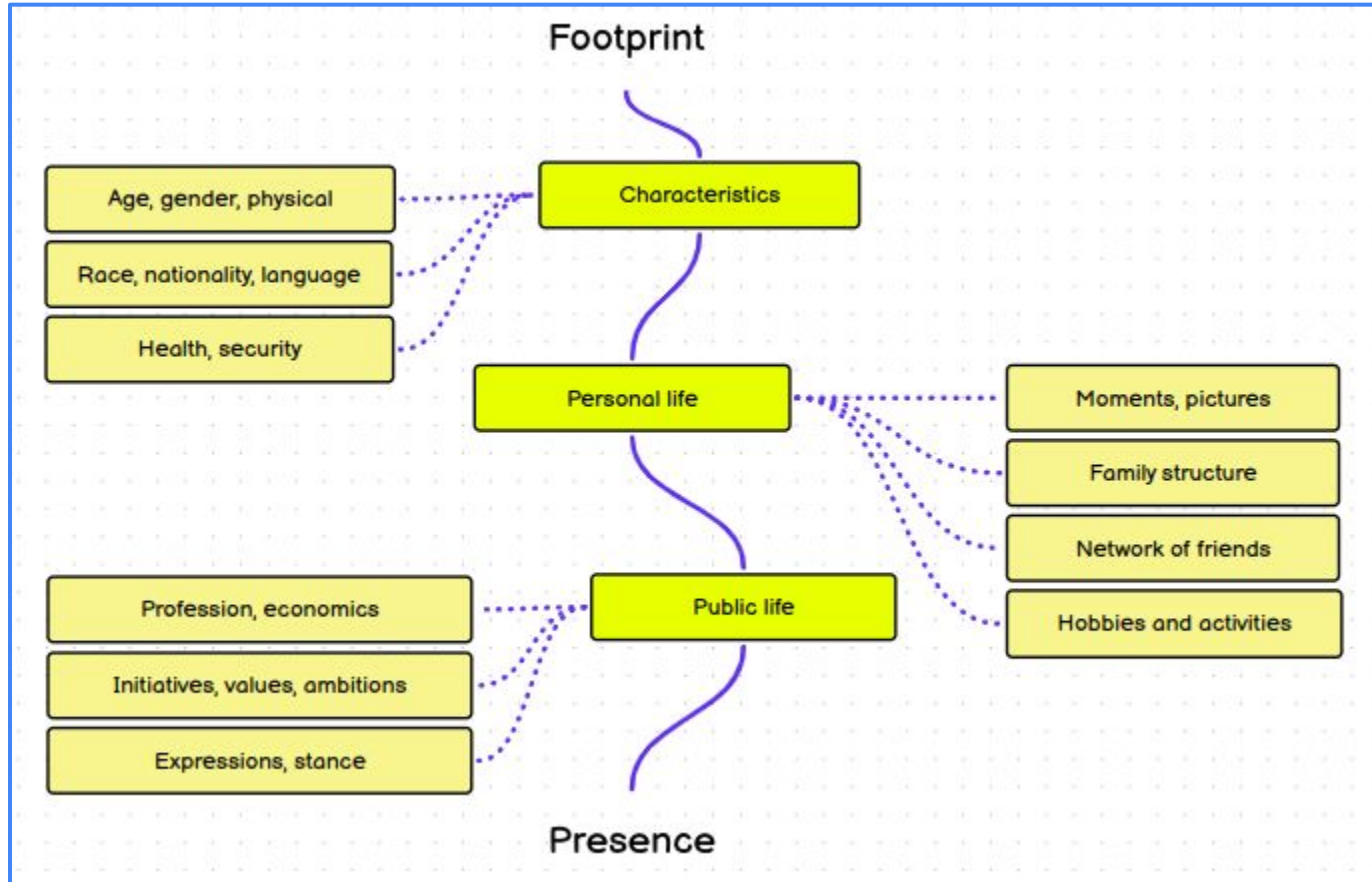 Footprint
Characteristics
Age, gender, physical
Race, nationality, language
Health, security
Personal life
Moments, pictures
Family structure
Network of friends
Hobbies and activities
Public life
Profession, economics
Initiatives, values, ambitions
Expressions, stance
Presence